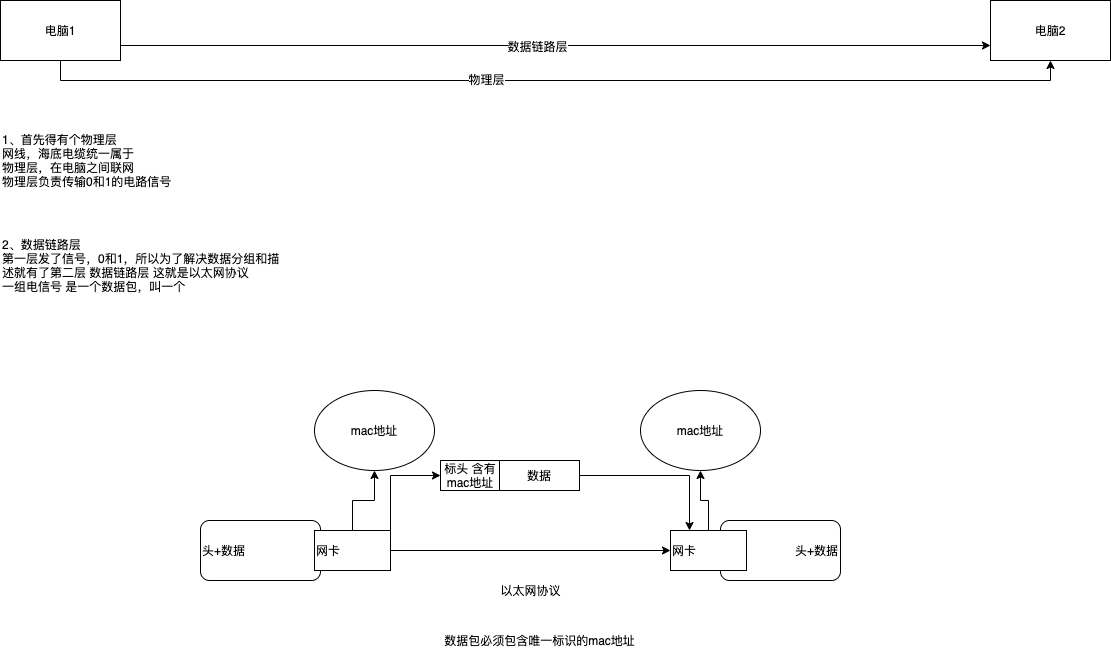 电脑1
电脑2
数据链路层
物理层
1、首先得有个物理层
网线，海底电缆统一属于
物理层，在电脑之间联网
物理层负责传输0和1的电路信号
2、数据链路层
第一层发了信号，0和1，所以为了解决数据分组和描
述就有了第二层 数据链路层 这就是以太网协议
一组电信号 是一个数据包，叫一个
mac地址
mac地址
标头 含有
mac地址
数据
头+数据
网卡
网卡
头+数据
以太网协议
数据包必须包含唯一标识的mac地址